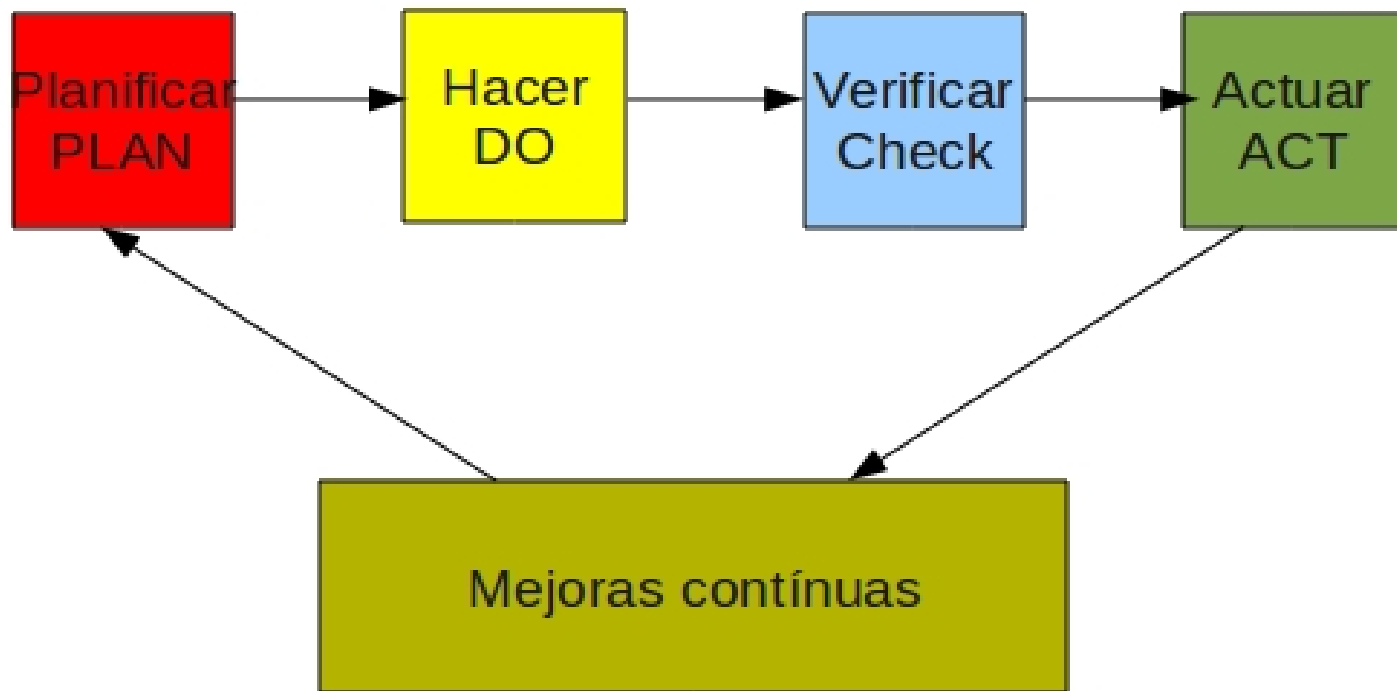 Planificar
PLAN
Hacer
DO
Verificar
Check
Actuar
ACT
Mejoras contínuas